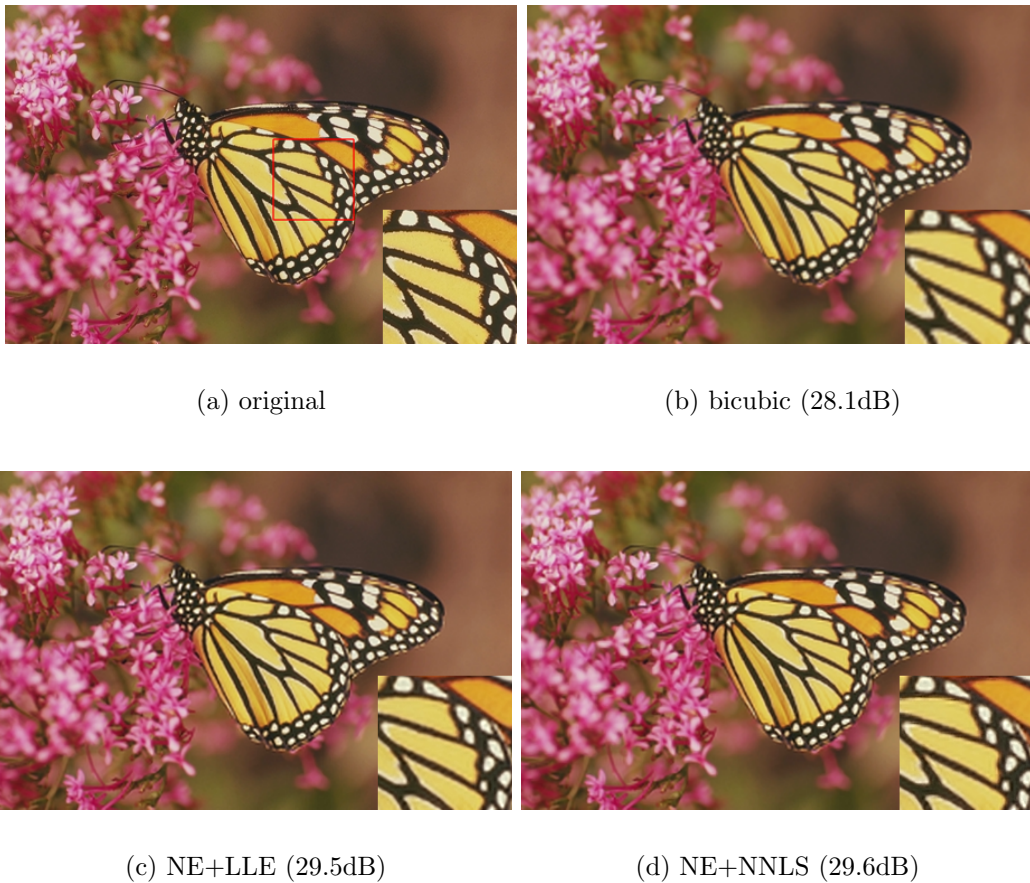 (a) original
(b) bicubic (28.1dB)
(c) NE+LLE (29.5dB)
(d) NE+NNLS (29.6dB)